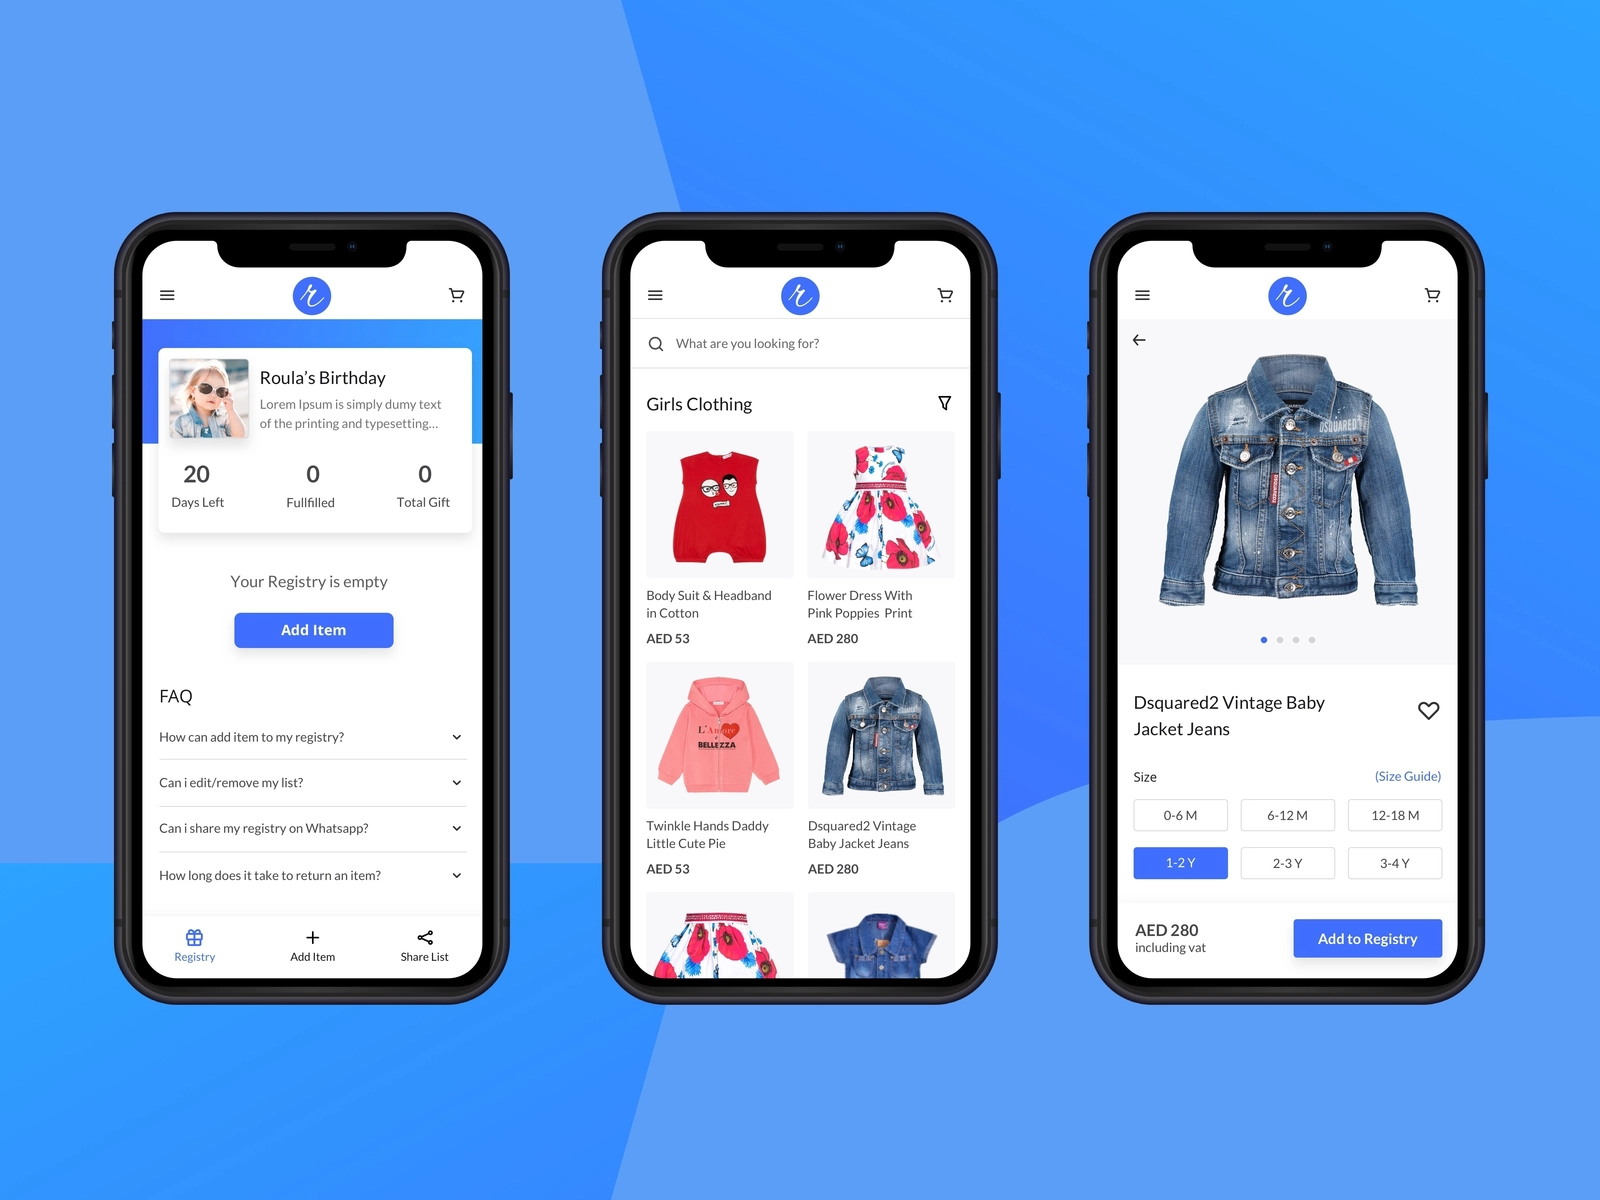 r
Roula's Birthday
Lorem Ipsum is simply dumy text
of the printing and typesetting...
20
0
0
Days Left
Fullfilled
Total Gift
Your Registry is empty
Add Item
FAQ
How can add item to my registry?
Can i edit/remove my list?
Can i share my registry on Whatsapp?
How long does it take to return an item?
Registry
Add Item
Share List
r
What are you looking for?
Girls Clothing
Body Suit & Headband
in Cotton
AED 53
Flower Dress With
Pink Poppies Print
AED 280
L'Amore
è
BELLEZZA
Twinkle Hands Daddy
Little Cute Pie
AED 53
Dsquared2 Vintage
Baby Jacket Jeans
AED 280
r
DSQUARED2
Dsquared2 Vintage Baby
Jacket Jeans
Size
(Size Guide)
0-6 M
6-12 M
12-18 M
1-2 Y
2-3 Y
3-4 Y
AED 280
including vat
Add to Registry